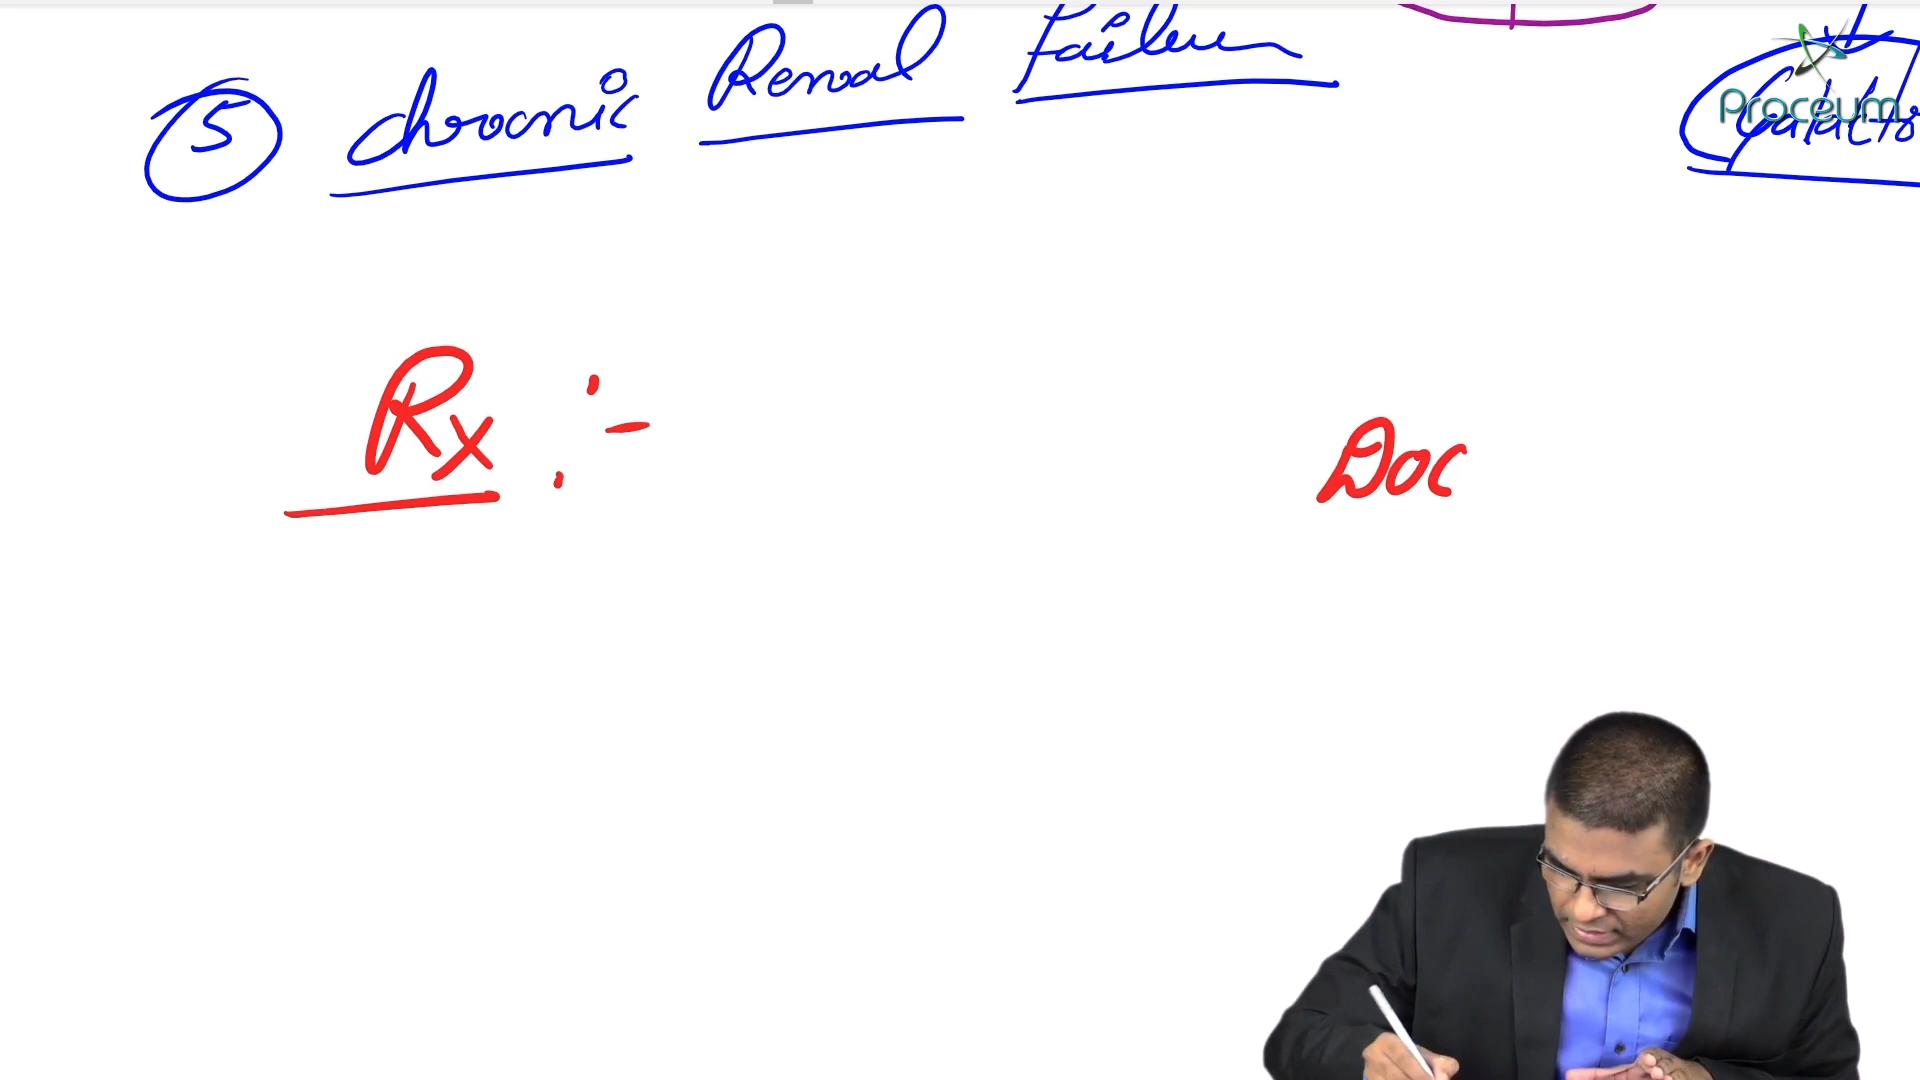 ⑤ chronic Renal Failure
Proceum
Rx :-
DOC